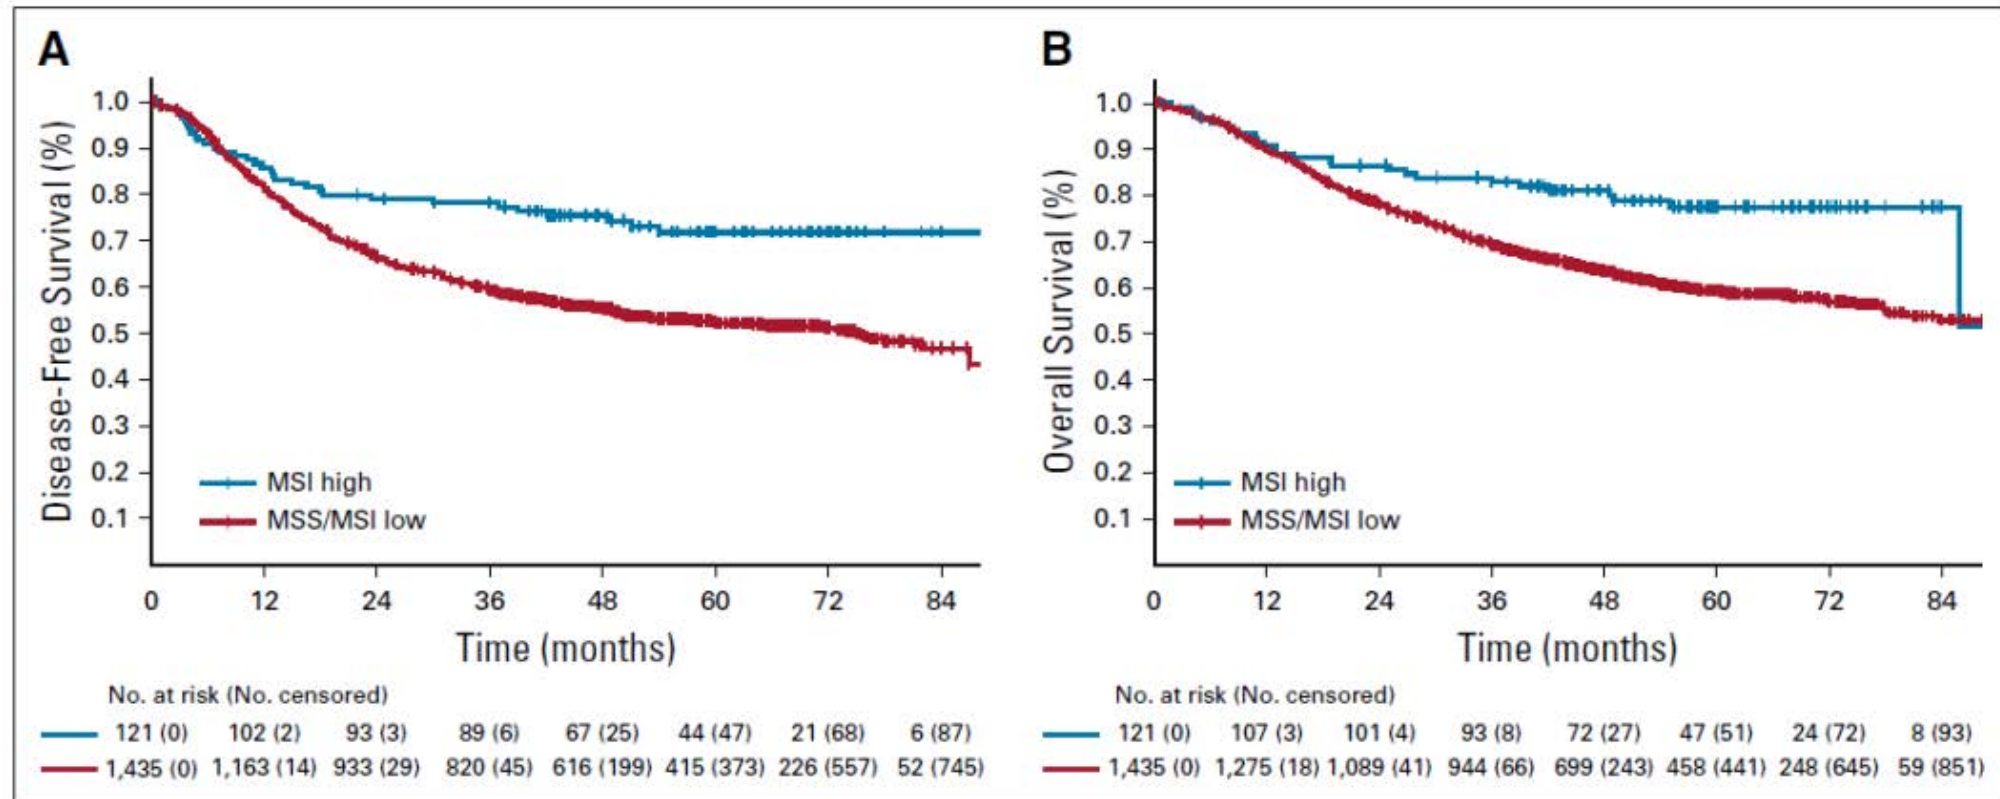 A
Disease-Free Survival (%)
1.0
0.9
0.8
0.7
0.6
0.5
0.4
0.3
0.2
0.1
MSI high
MSS/MSI low
0 12 24 36 48 60 72 84
Time (months)
No. at risk (No. censored)
121 (0) 102 (2) 93 (3) 89 (6) 67 (25) 44 (47) 21 (68) 6 (87)
1,435 (0) 1,163 (14) 933 (29) 820 (45) 616 (199) 415 (373) 226 (557) 52 (745)
B
Overall Survival (%)
1.0
0.9
0.8
0.7
0.6
0.5
0.4
0.3
0.2
0.1
MSI high
MSS/MSI low
0 12 24 36 48 60 72 84
Time (months)
No. at risk (No. censored)
121 (0) 107 (3) 101 (4) 93 (8) 72 (27) 47 (51) 24 (72) 8 (93)
1,435 (0) 1,275 (18) 1,089 (41) 944 (66) 699 (243) 458 (441) 248 (645) 59 (851)